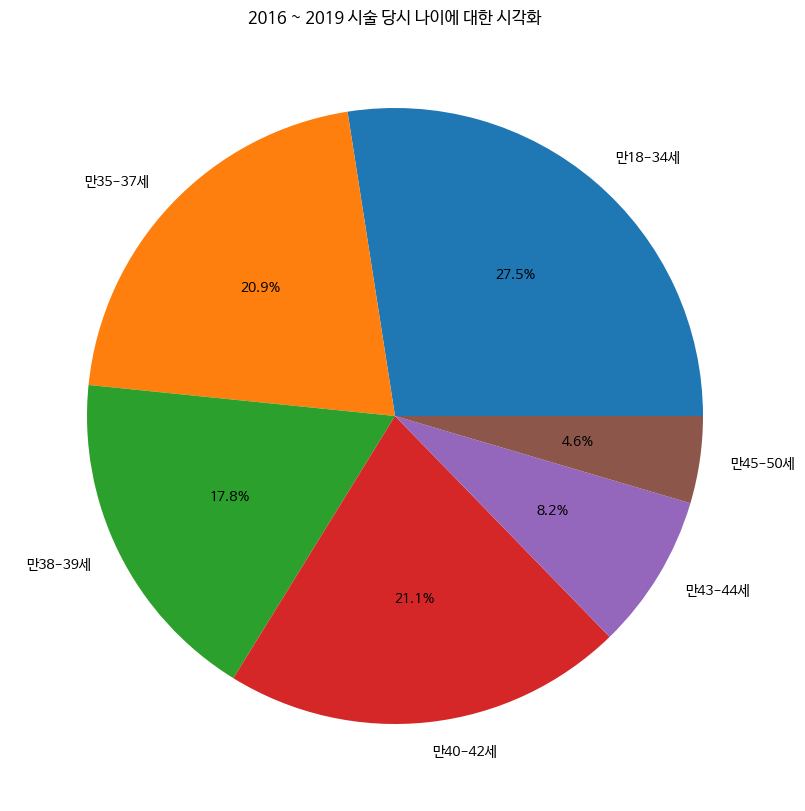 2016 ~ 2019 시술 당시 나이에 대한 시각화
만18-34세
27.5%
만35-37세
20.9%
만38-39세
17.8%
만40-42세
21.1%
만43-44세
8.2%
만45-50세
4.6%